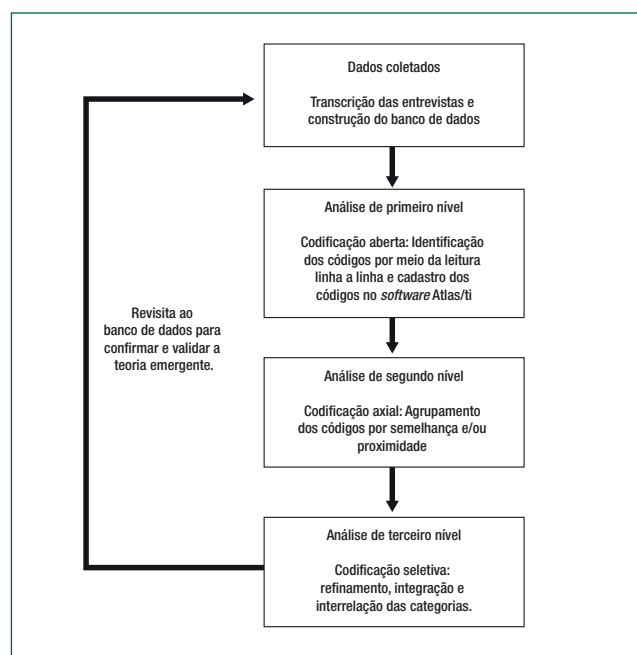 Dados coletados
Transcrição das entrevistas e
construção do banco de dados
Análise de primeiro nível
Codificação aberta: Identificação
dos códigos por meio da leitura
linha a linha e cadastro dos
códigos no software Atlas/ti
Revisita ao
banco de dados para
confirmar e validar a
teoria emergente.
Análise de segundo nível
Codificação axial: Agrupamento
dos códigos por semelhança e/ou
proximidade
Análise de terceiro nível
Codificação seletiva:
refinamento, integração e
interrelação das categorias.